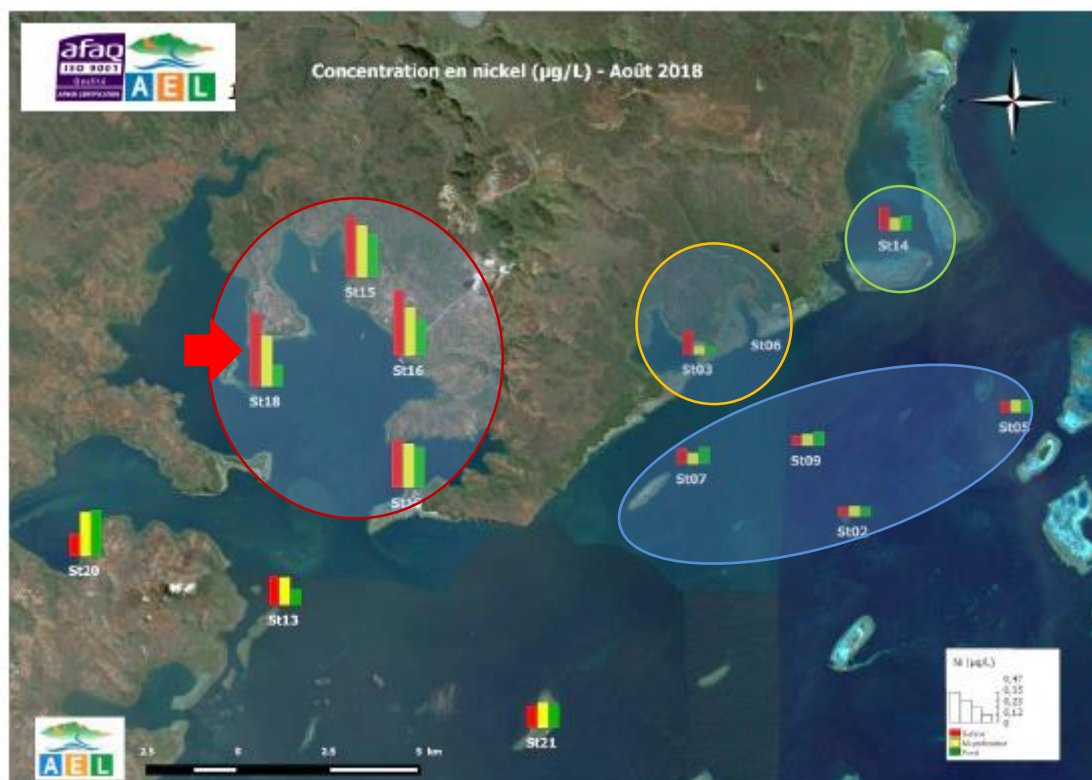 afaq
ISO 9001
Qualité
AFNOR CERTIFICATION
AEL
Concentration en nickel (µg/L) - Août 2018
N
St14
St15
St16
St06
St03
St18
St05
St09
St07
St02
St20
St13
St21
Ni (µg/L)
0,47
0,35
0,23
0,12
0
Surface
Mi-profondeur
Fond
AEL
2.5 0 2.5 5 km